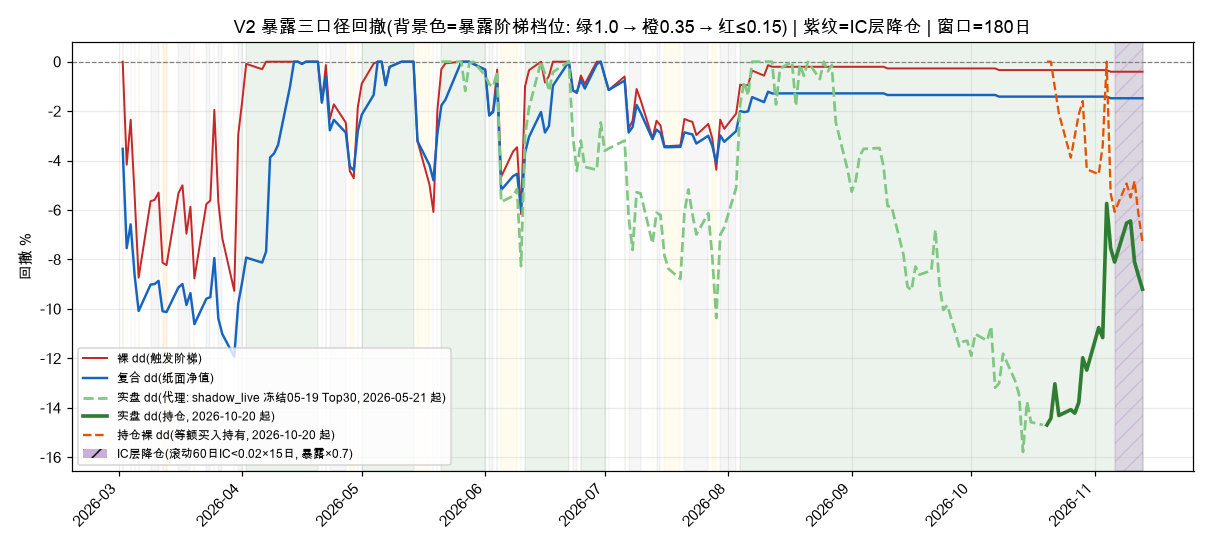 V2 暴露三口径回撤(背景色=暴露阶梯档位: 绿1.0 → 橙0.35 → 红≤0.15) | 紫纹=IC层降仓 | 窗口=180日
回撤 %
0
-2
-4
-6
-8
-10
-12
-14
-16
裸 dd(触发阶梯)
复合 dd(纸面净值)
实盘 dd(代理: shadow_live 冻结05-19 Top30, 2026-05-21 起)
实盘 dd(持仓, 2026-10-20 起)
持仓裸 dd(等额买入持有, 2026-10-20 起)
IC层降仓(滚动60日IC<0.02×15日, 暴露×0.7)
2026-03
2026-04
2026-05
2026-06
2026-07
2026-08
2026-09
2026-10
2026-11